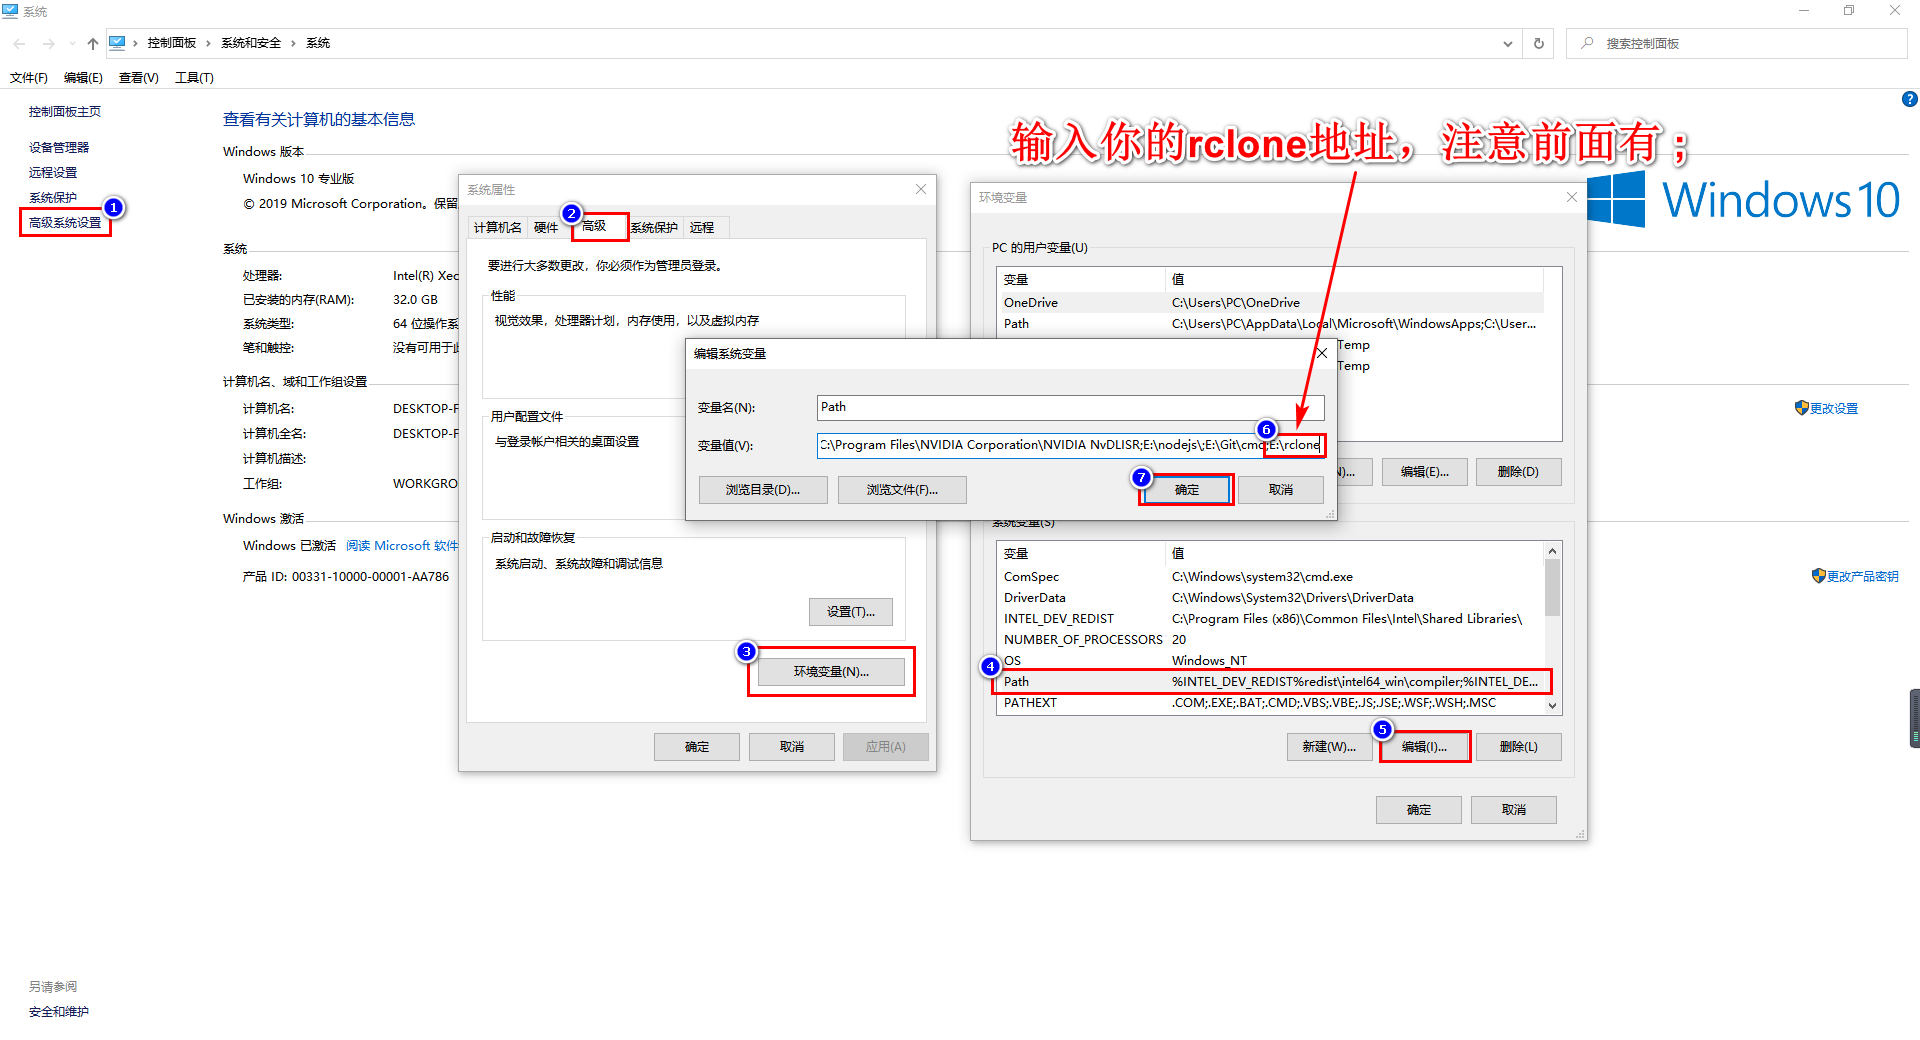 系统
控制面板 › 系统和安全 › 系统
搜索控制面板
文件(F) 编辑(E) 查看(V) 工具(T)
控制面板主页
设备管理器
远程设置
系统保护
高级系统设置
1
另请参阅
安全和维护
查看有关计算机的基本信息
Windows 版本
Windows 10 专业版
© 2019 Microsoft Corporation。保留
系统
处理器: Intel(R) Xec
已安装的内存(RAM): 32.0 GB
系统类型: 64 位操作系
笔和触控: 没有可用于此
计算机名、域和工作组设置
计算机名: DESKTOP-F
计算机全名: DESKTOP-F
计算机描述:
工作组: WORKGRO
Windows 激活
Windows 已激活 阅读 Microsoft 软件
产品 ID: 00331-10000-00001-AA786
输入你的rclone地址，注意前面有；
Windows 10
?
更改设置
更改产品密钥
系统属性
2
计算机名 硬件 高级 系统保护 远程
要进行大多数更改，你必须作为管理员登录。
性能
视觉效果，处理器计划，内存使用，以及虚拟内存
用户配置文件
与登录帐户相关的桌面设置
启动和故障恢复
系统启动、系统故障和调试信息
设置(T)...
3
环境变量(N)...
确定 取消 应用(A)
编辑系统变量
变量名(N): Path
变量值(V): C:\Program Files\NVIDIA Corporation\NVIDIA NvDLISR;E:\nodejs\;E:\Git\cmd;E:\rclone
6
浏览目录(D)... 浏览文件(F)... 确定 取消
7
环境变量
PC 的用户变量(U)
变量 值
OneDrive C:\Users\PC\OneDrive
Path C:\Users\PC\AppData\Local\Microsoft\WindowsApps;C:\User...
Temp
Temp
N)... 编辑(E)... 删除(D)
系统变量(S)
变量 值
ComSpec C:\Windows\system32\cmd.exe
DriverData C:\Windows\System32\Drivers\DriverData
INTEL_DEV_REDIST C:\Program Files (x86)\Common Files\Intel\Shared Libraries\
NUMBER_OF_PROCESSORS 20
OS Windows_NT
4
Path %INTEL_DEV_REDIST%redist\intel64_win\compiler;%INTEL_DE...
PATHEXT .COM;.EXE;.BAT;.CMD;.VBS;.VBE;.JS;.JSE;.WSF;.WSH;.MSC
5
新建(W)... 编辑(I)... 删除(L)
确定 取消